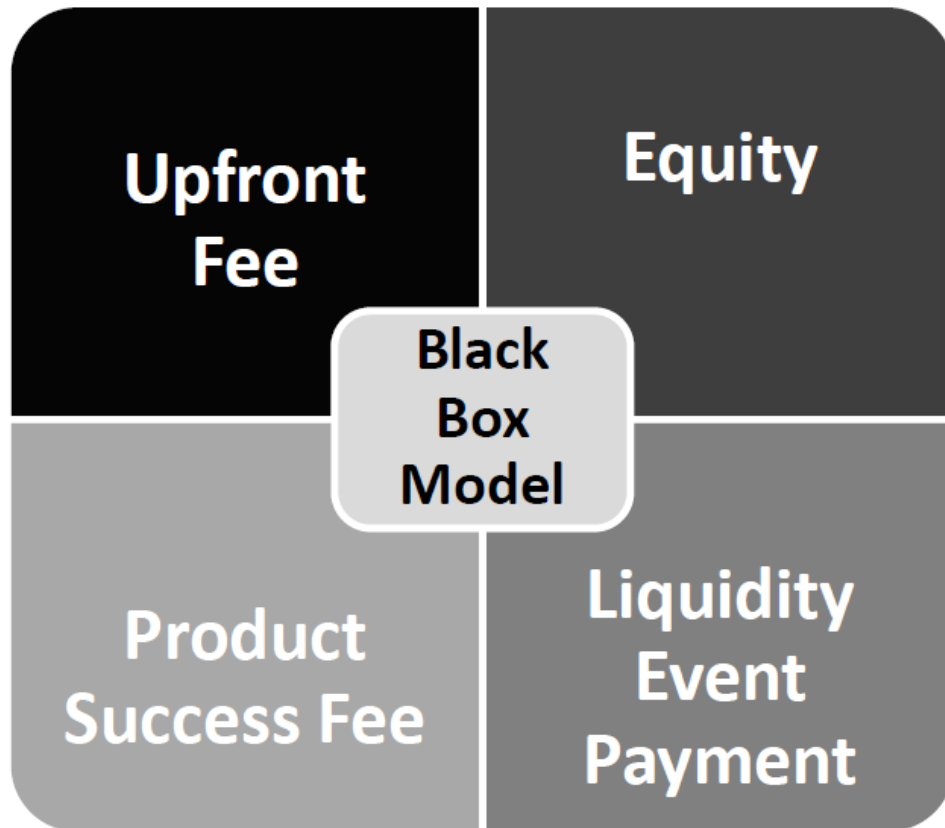 Upfront
Fee
Equity
Black
Box
Model
Product
Success Fee
Liquidity
Event
Payment